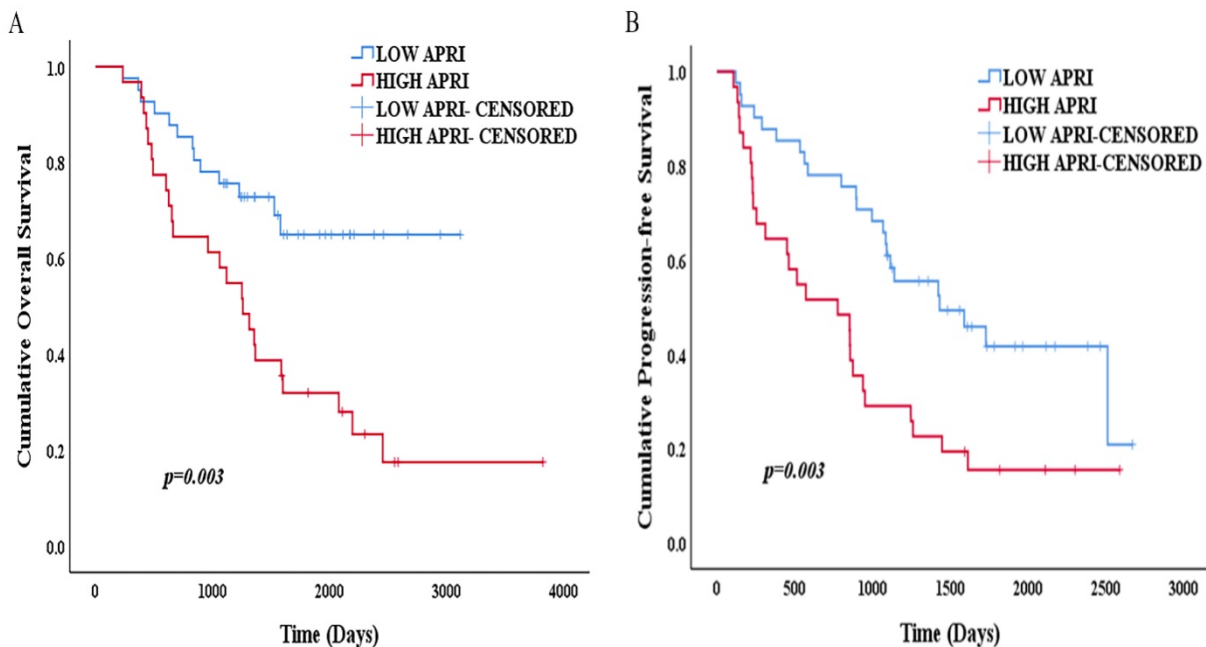 A
LOW APRI
HIGH APRI
LOW APRI- CENSORED
HIGH APRI- CENSORED
Cumulative Overall Survival
1.0
0.8
0.6
0.4
0.2
0.0
p=0.003
0 1000 2000 3000 4000
Time (Days)
B
LOW APRI
HIGH APRI
LOW APRI-CENSORED
HIGH APRI-CENSORED
Cumulative Progression-free Survival
1.0
0.8
0.6
0.4
0.2
0.0
p=0.003
0 500 1000 1500 2000 2500 3000
Time (Days)